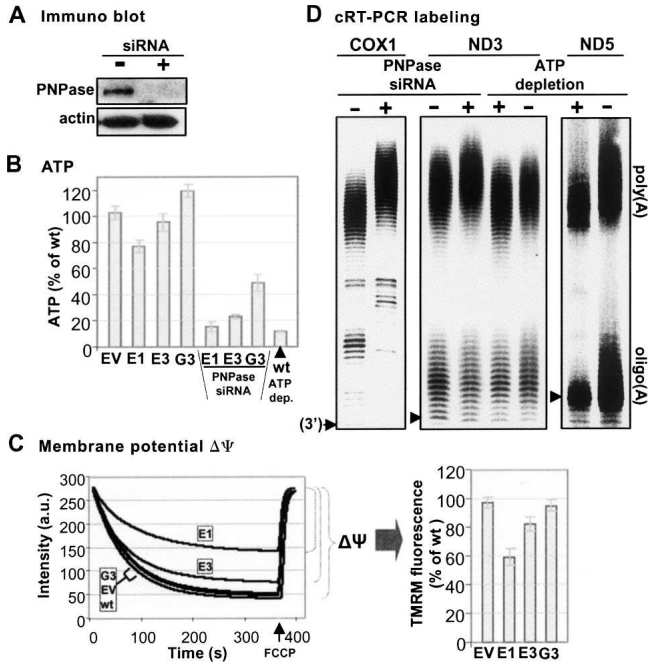 A Immuno blot
siRNA
- +
PNPase
actin
B ATP
ATP (% of wt)
120
100
80
60
40
20
0
EV E1 E3 G3 E1 E3 G3 wt
PNPase siRNA
ATP dep.
C Membrane potential ΔΨ
Intensity (a.u.)
300
250
200
150
100
50
0
E1
E3
G3
EV
wt
0 100 200 300 400
Time (s)
FCCP
ΔΨ
TMRM fluorescence (% of wt)
120
100
80
60
40
20
0
EV E1 E3 G3
D cRT-PCR labeling
COX1 ND3 ND5
PNPase siRNA
ATP depletion
- + - + + - + -
poly(A)
oligo(A)
(3')